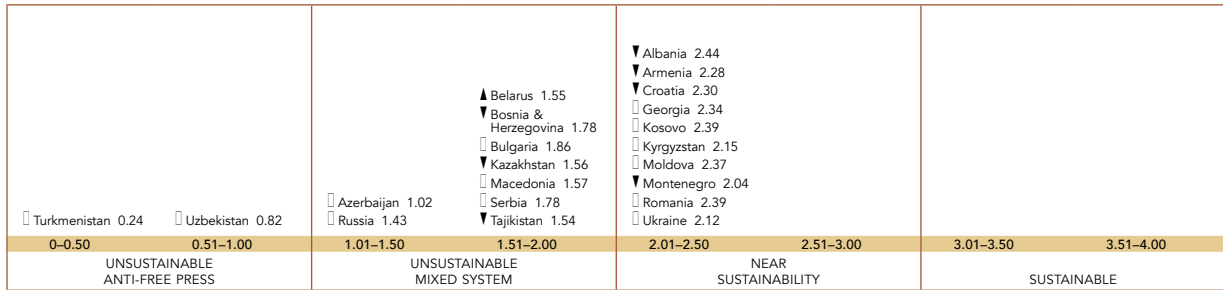 ▯ Turkmenistan 0.24
▯ Uzbekistan 0.82
▯ Azerbaijan 1.02
▯ Russia 1.43
▲ Belarus 1.55
▼ Bosnia &
Herzegovina 1.78
▯ Bulgaria 1.86
▼ Kazakhstan 1.56
▯ Macedonia 1.57
▯ Serbia 1.78
▼ Tajikistan 1.54
▼ Albania 2.44
▼ Armenia 2.28
▼ Croatia 2.30
▯ Georgia 2.34
▯ Kosovo 2.39
▯ Kyrgyzstan 2.15
▯ Moldova 2.37
▼ Montenegro 2.04
▯ Romania 2.39
▯ Ukraine 2.12
0–0.50 0.51–1.00 1.01–1.50 1.51–2.00 2.01–2.50 2.51–3.00 3.01–3.50 3.51–4.00
UNSUSTAINABLE
ANTI-FREE PRESS
UNSUSTAINABLE
MIXED SYSTEM
NEAR
SUSTAINABILITY
SUSTAINABLE